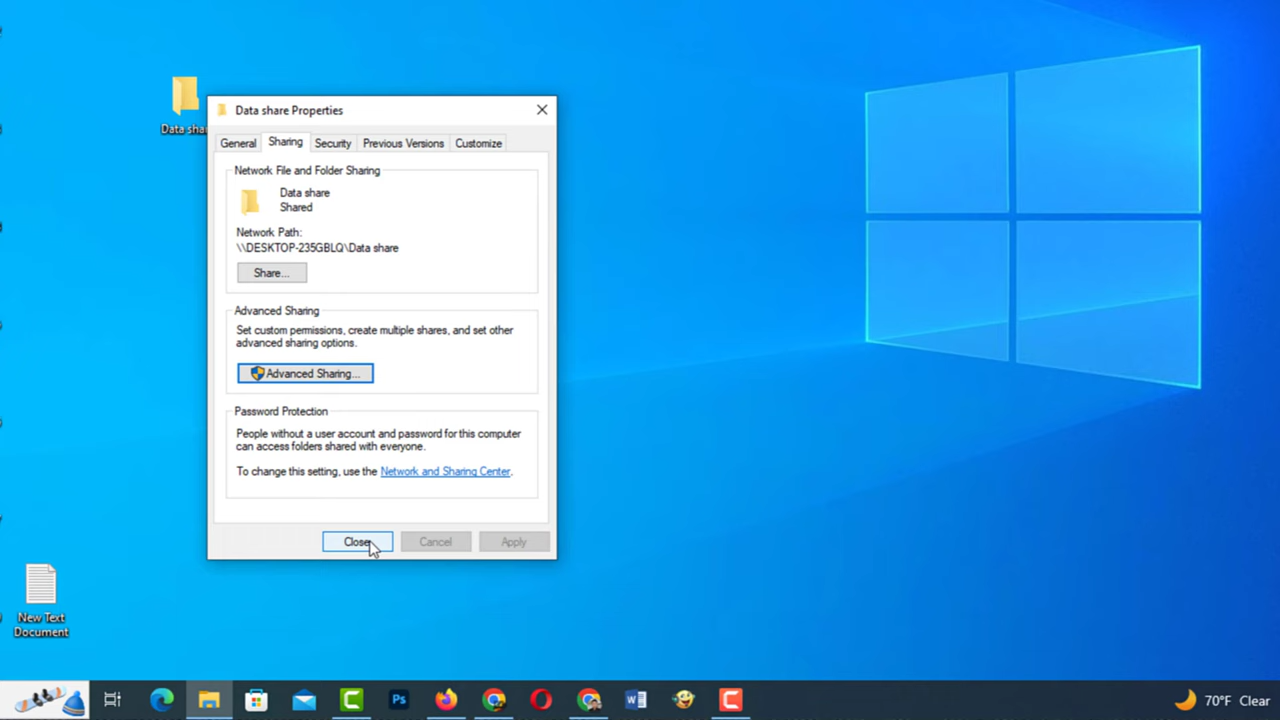 Data share Properties
General
Sharing
Security
Previous Versions
Customize
Network File and Folder Sharing
Data share
Shared
Network Path:
\\DESKTOP-235GBLQ\Data share
Share...
Advanced Sharing
Set custom permissions, create multiple shares, and set other
advanced sharing options.
Advanced Sharing...
Password Protection
People without a user account and password for this computer
can access folders shared with everyone.
To change this setting, use the Network and Sharing Center.
Close
Cancel
Apply
Data shar
New Text
Document
Ps
70°F Clear